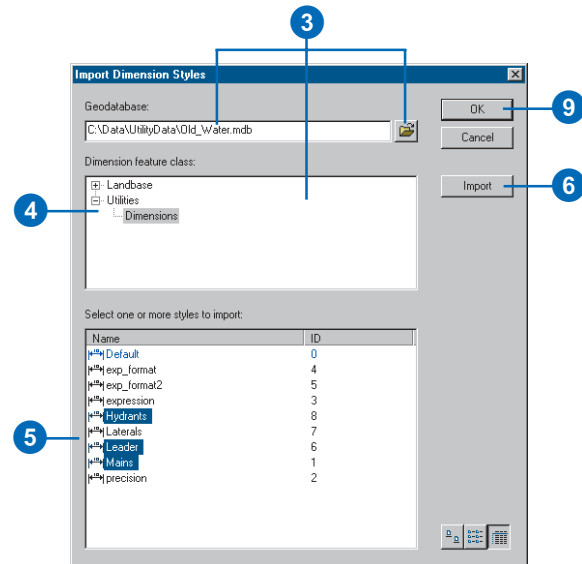 3
Import Dimension Styles
Geodatabase:
OK
9
C:\Data\UtilityData\Old_Water.mdb
Cancel
Dimension feature class:
Landbase
Import
6
4
Utilities
Dimensions
Select one or more styles to import:
Name ID
Default 0
exp_format 4
exp_format2 5
expression 3
Hydrants 8
5
Laterals 7
Leader 6
Mains 1
precision 2